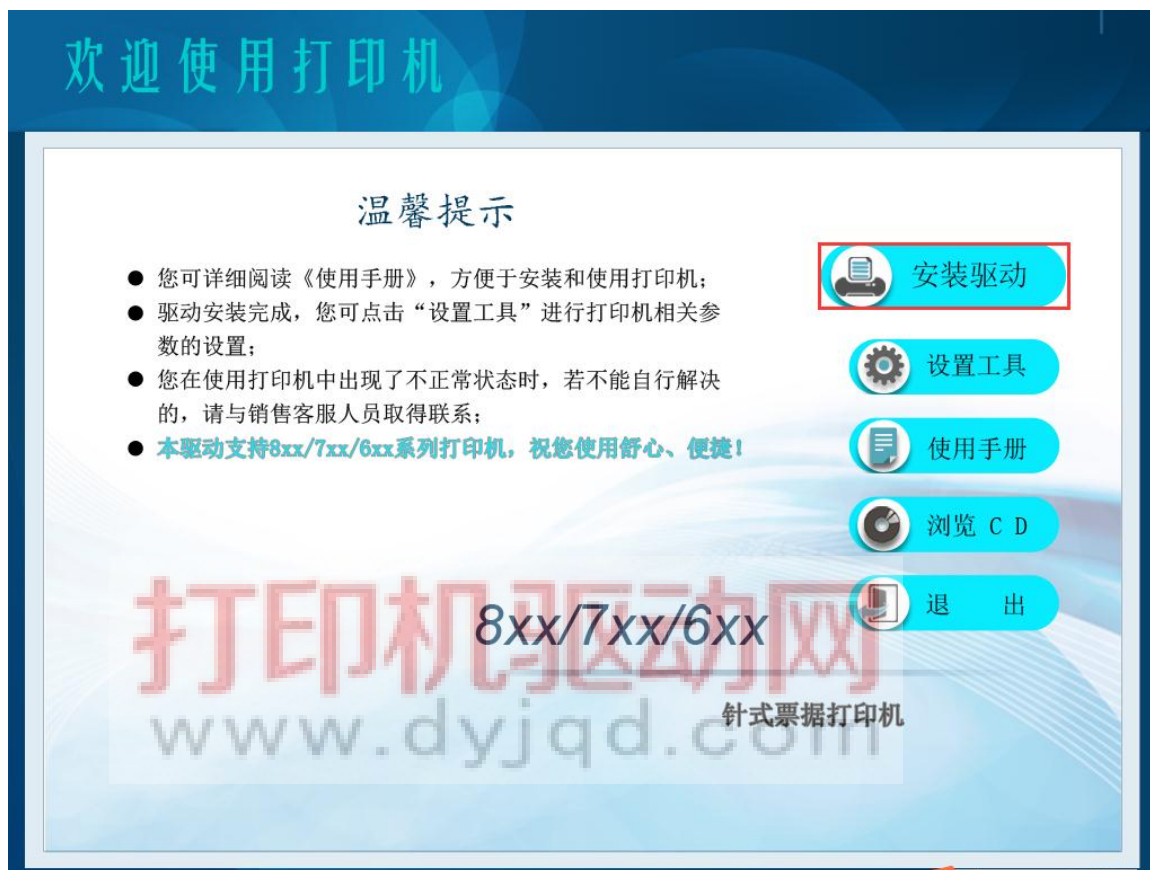 欢迎使用打印机
温馨提示
● 您可详细阅读《使用手册》，方便于安装和使用打印机；
● 驱动安装完成，您可点击“设置工具”进行打印机相关参
数的设置；
● 您在使用打印机中出现了不正常状态时，若不能自行解决
的，请与销售客服人员取得联系；
● 本驱动支持8xx/7xx/6xx系列打印机，祝您使用舒心、便捷！
安装驱动
设置工具
使用手册
浏览 C D
退 出
打印机驱动网
8xx/7xx/6xx
www.dyjqd.com
针式票据打印机